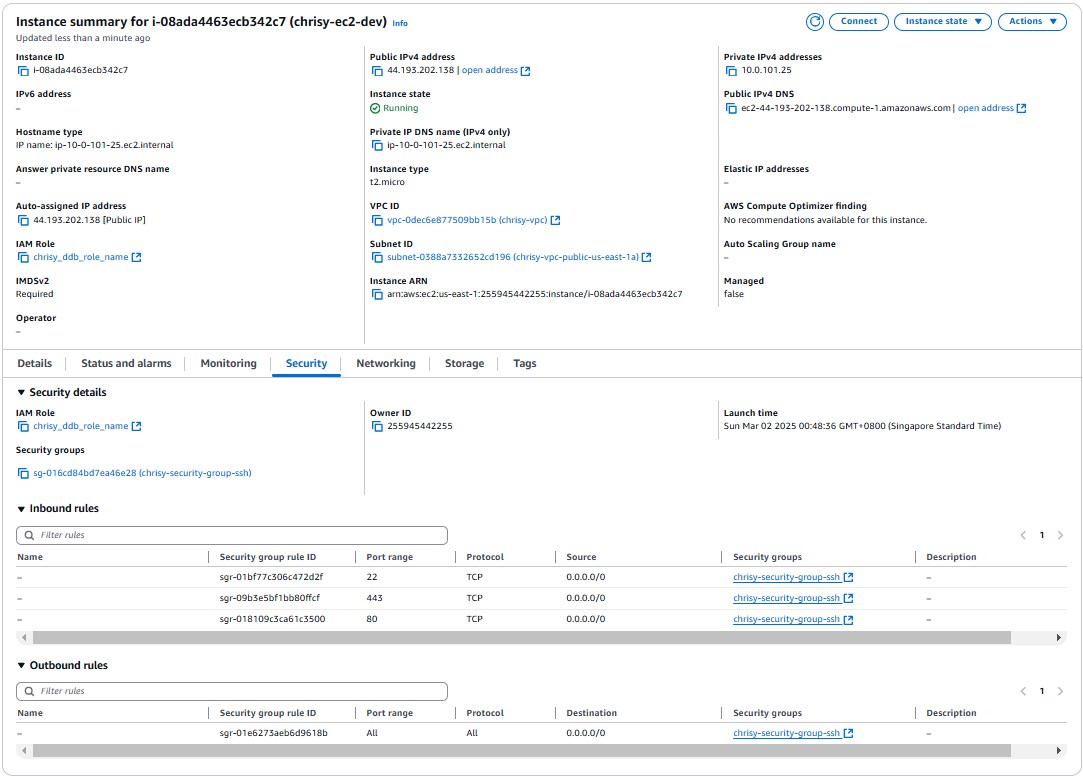 Instance summary for i-08ada4463ecb342c7 (chrisy-ec2-dev) Info
Connect Instance state Actions
Updated less than a minute ago
Instance ID
i-08ada4463ecb342c7
Public IPv4 address
44.193.202.138 | open address
Private IPv4 addresses
10.0.101.25
IPv6 address
–
Instance state
Running
Public IPv4 DNS
ec2-44-193-202-138.compute-1.amazonaws.com | open address
Hostname type
IP name: ip-10-0-101-25.ec2.internal
Private IP DNS name (IPv4 only)
ip-10-0-101-25.ec2.internal
Answer private resource DNS name
–
Instance type
t2.micro
Elastic IP addresses
–
Auto-assigned IP address
44.193.202.138 [Public IP]
VPC ID
vpc-0dec6e877509bb15b (chrisy-vpc)
AWS Compute Optimizer finding
No recommendations available for this instance.
IAM Role
chrisy_ddb_role_name
Subnet ID
subnet-0388a7332652cd196 (chrisy-vpc-public-us-east-1a)
Auto Scaling Group name
–
IMDSv2
Required
Instance ARN
arn:aws:ec2:us-east-1:255945442255:instance/i-08ada4463ecb342c7
Managed
false
Operator
–
Details Status and alarms Monitoring Security Networking Storage Tags
Security details
IAM Role
chrisy_ddb_role_name
Owner ID
255945442255
Launch time
Sun Mar 02 2025 00:48:36 GMT+0800 (Singapore Standard Time)
Security groups
sg-016cd84bd7ea46e28 (chrisy-security-group-ssh)
Inbound rules
Filter rules
1
Name Security group rule ID Port range Protocol Source Security groups Description
– sgr-01bf77c306c472d2f 22 TCP 0.0.0.0/0 chrisy-security-group-ssh –
– sgr-09b3e5bf1bb80ffcf 443 TCP 0.0.0.0/0 chrisy-security-group-ssh –
– sgr-018109c3ca61c3500 80 TCP 0.0.0.0/0 chrisy-security-group-ssh –
Outbound rules
Filter rules
1
Name Security group rule ID Port range Protocol Destination Security groups Description
– sgr-01e6273aeb6d9618b All All 0.0.0.0/0 chrisy-security-group-ssh –